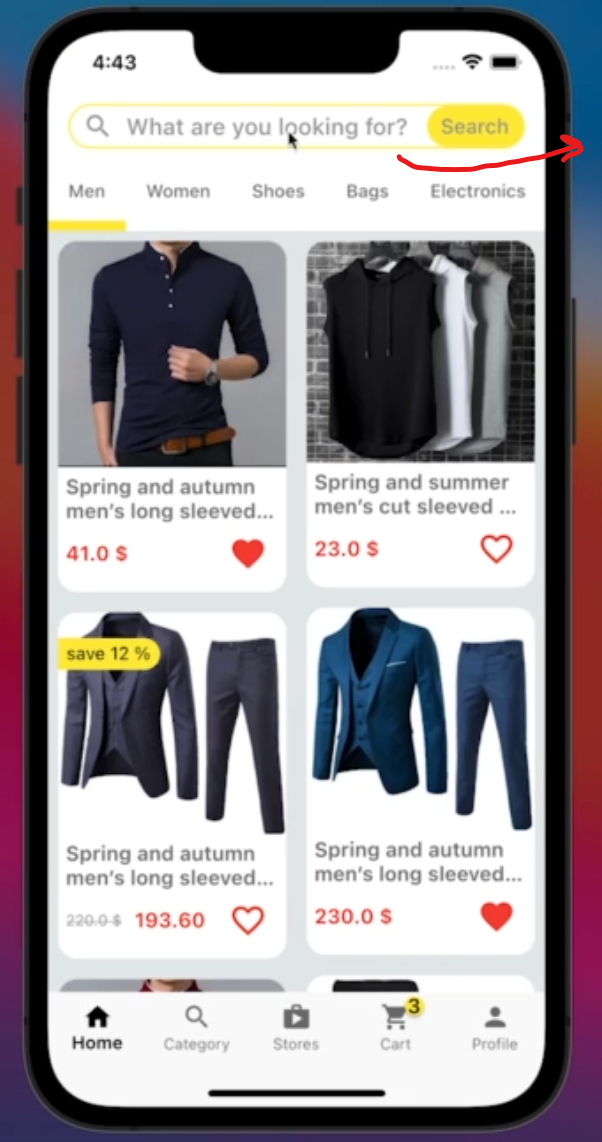 4:43
What are you looking for? Search
Men Women Shoes Bags Electronics
Spring and autumn
men's long sleeved...
41.0 $
Spring and summer
men's cut sleeved ...
23.0 $
save 12 %
Spring and autumn
men's long sleeved...
220.0 $ 193.60
Spring and autumn
men's long sleeved...
230.0 $
3
Home Category Stores Cart Profile